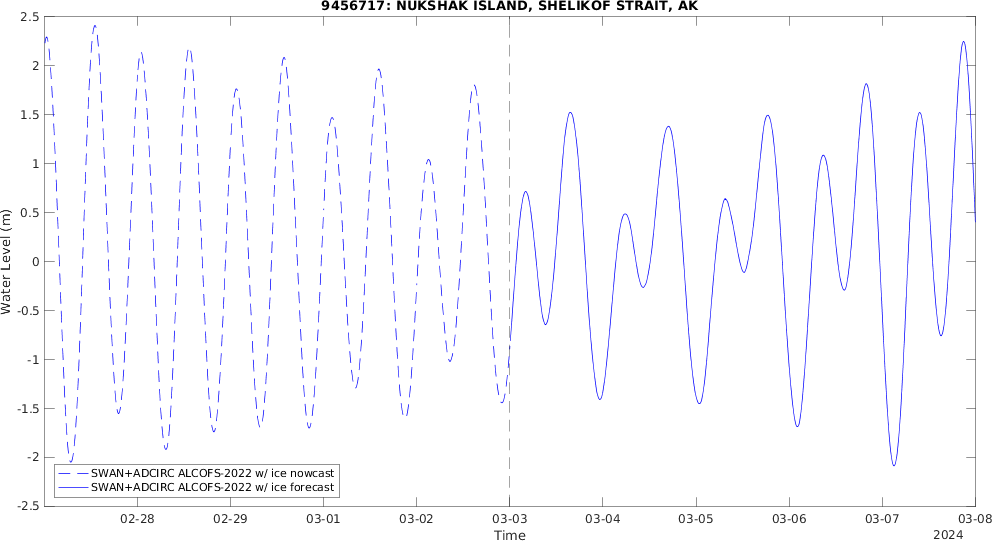 9456717: NUKSHAK ISLAND, SHELIKOF STRAIT, AK
2.5
2
1.5
1
0.5
0
-0.5
-1
-1.5
-2
-2.5
Water Level (m)
SWAN+ADCIRC ALCOFS-2022 w/ ice nowcast
SWAN+ADCIRC ALCOFS-2022 w/ ice forecast
02-28 02-29 03-01 03-02 03-03 03-04 03-05 03-06 03-07 03-08
Time
2024